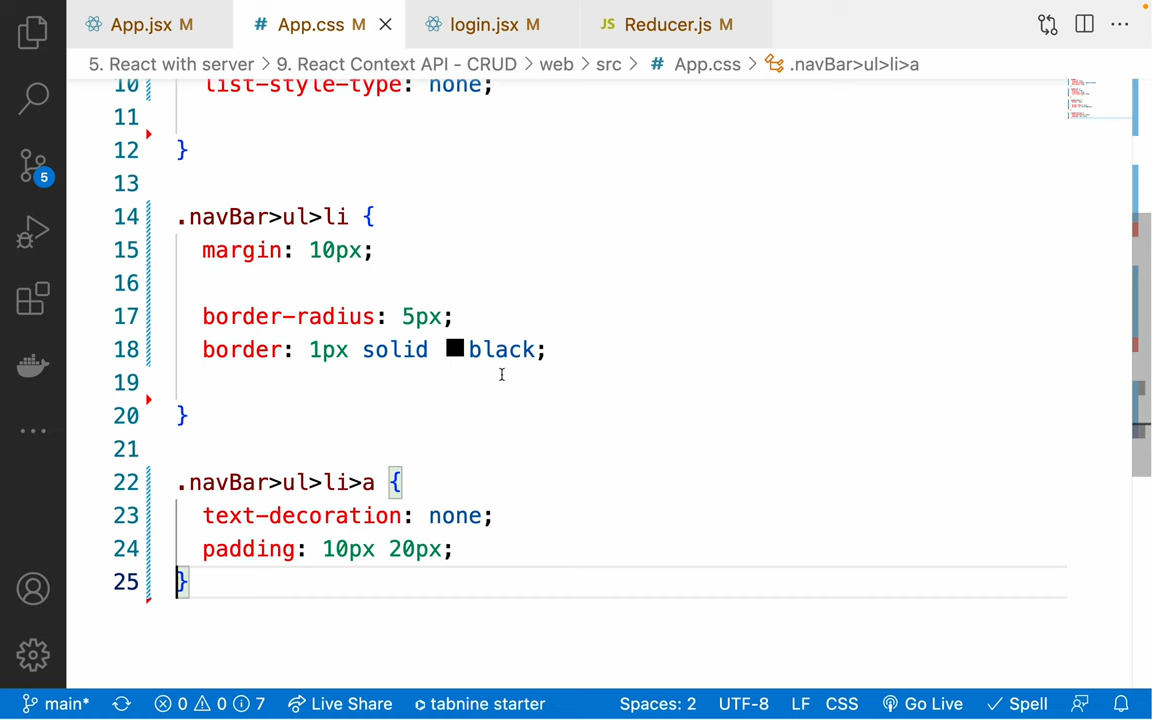 App.jsx M
# App.css M
login.jsx M
JS Reducer.js M
5. React with server > 9. React Context API - CRUD > web > src > # App.css > .navBar>ul>li>a
10 list-style-type: none;
11
12 }
13
14 .navBar>ul>li {
15 margin: 10px;
16
17 border-radius: 5px;
18 border: 1px solid black;
19
20 }
21
22 .navBar>ul>li>a {
23 text-decoration: none;
24 padding: 10px 20px;
25 }
5
main* 0 0 7 Live Share tabnine starter Spaces: 2 UTF-8 LF CSS Go Live Spell